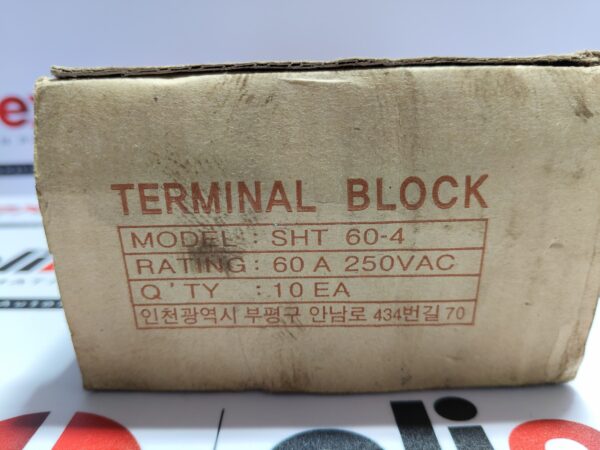 TERMINAL BLOCK
MODEL : SHT 60-4
RATING : 60 A 250VAC
Q'TY : 10 EA
인천광역시 부평구 안남로 434번길 70